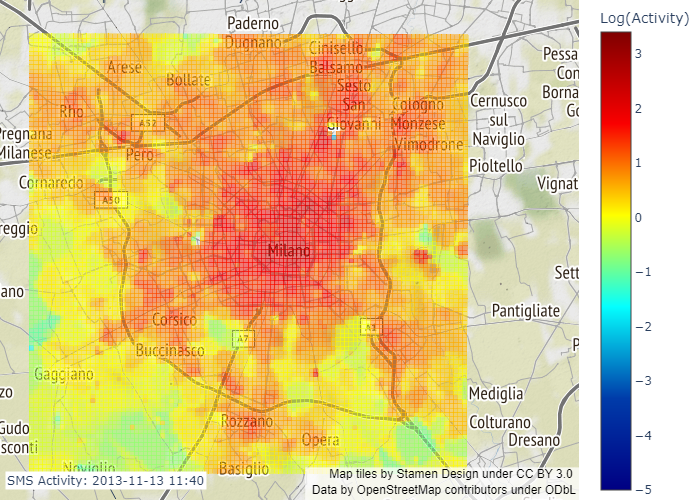 Log(Activity)
3
2
1
0
−1
−2
−3
−4
−5
Paderno
Dugnano
Cinisello
Balsamo
Arese
Bollate
Sesto
San
Giovanni
Pessa
Con
Borna
Go
Rho
A52
Cologno
Monzese
Cernusco
sul
Naviglio
Pregnana
Milanese
Pero
Vimodrone
Pioltello
Cornaredo
Vignat
A50
reggio
Milano
Sett
ano
Pantigliate
Corsico
A7
Buccinasco
P
Gaggiano
zo
Mediglia
Rozzano
Colturano
Gudo
sconti
Opera
Dresano
Noviglio
Basiglio
SMS Activity: 2013-11-13 11:40
Map tiles by Stamen Design under CC BY 3.0
Data by OpenStreetMap contributors under ODbL